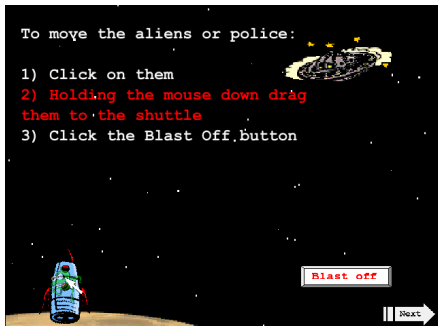 To move the aliens or police:
1) Click on them
2) Holding the mouse down drag
them to the shuttle
3) Click the Blast Off button
Blast off
Next